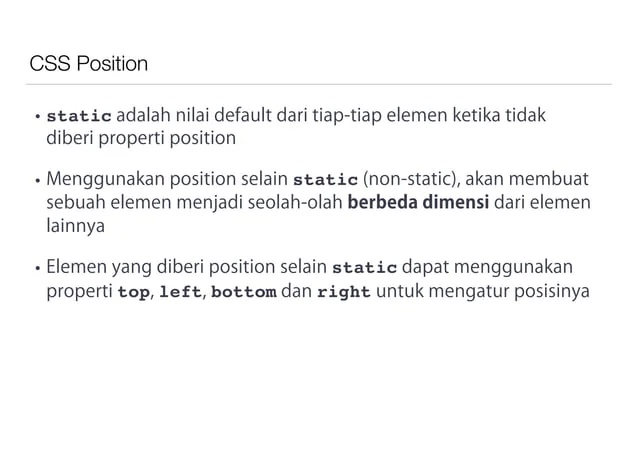 CSS Position
• static adalah nilai default dari tiap-tiap elemen ketika tidak
diberi properti position
• Menggunakan position selain static (non-static), akan membuat
sebuah elemen menjadi seolah-olah berbeda dimensi dari elemen
lainnya
• Elemen yang diberi position selain static dapat menggunakan
properti top, left, bottom dan right untuk mengatur posisinya